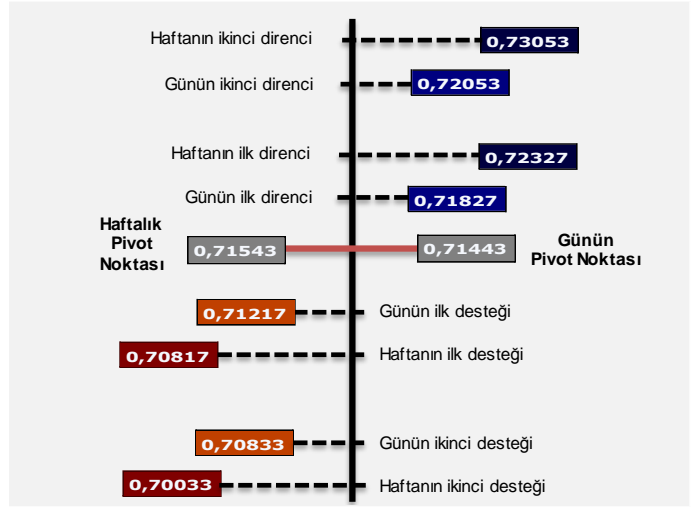 Haftanın ikinci direnci 0,73053
Günün ikinci direnci 0,72053
Haftanın ilk direnci 0,72327
Günün ilk direnci 0,71827
Haftalık
Pivot
Noktası
0,71543
0,71443
Günün
Pivot Noktası
0,71217 Günün ilk desteği
0,70817 Haftanın ilk desteği
0,70833 Günün ikinci desteği
0,70033 Haftanın ikinci desteği